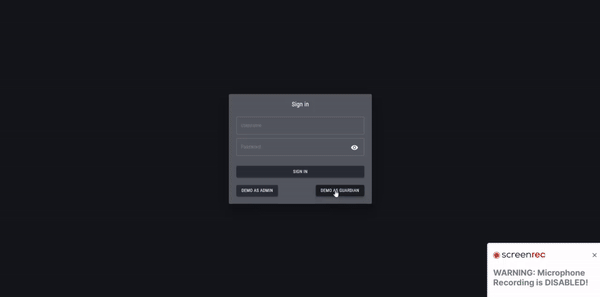 Sign in
Username
Password
SIGN IN
DEMO AS ADMIN
DEMO AS GUARDIAN
screenrec
WARNING: Microphone
Recording is DISABLED!